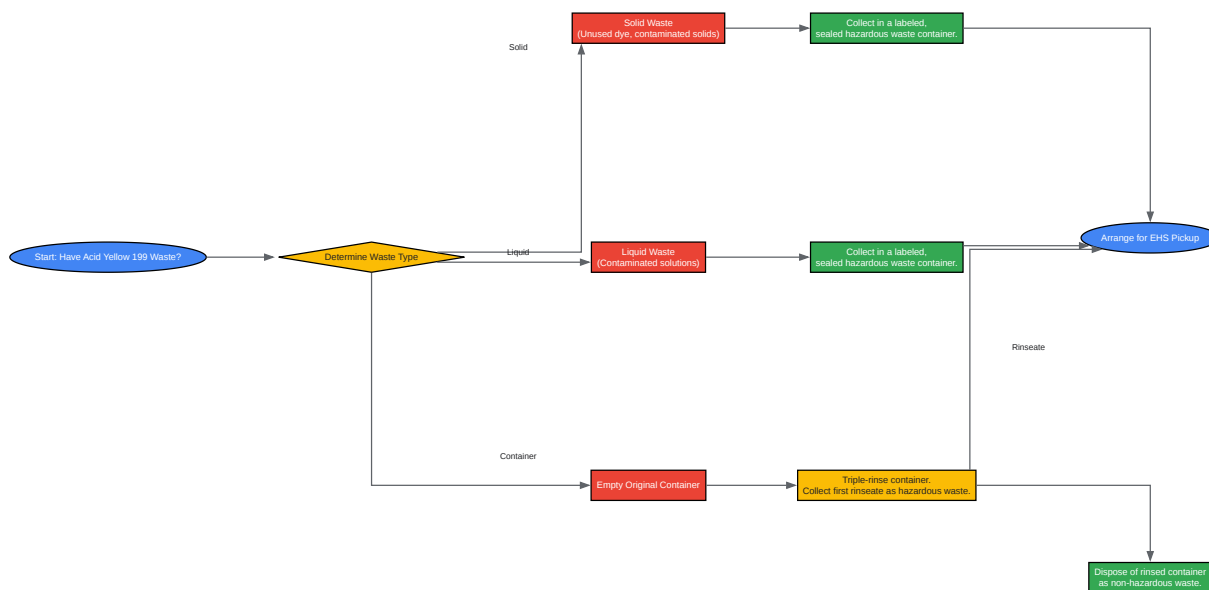 Solid Waste
(Unused dye, contaminated solids)
Collect in a labeled,
sealed hazardous waste container.
Solid
Start: Have Acid Yellow 199 Waste?
Determine Waste Type
Liquid
Liquid Waste
(Contaminated solutions)
Collect in a labeled,
sealed hazardous waste container.
Arrange for EHS Pickup
Rinseate
Container
Empty Original Container
Triple-rinse container.
Collect first rinseate as hazardous waste.
Dispose of rinsed container
as non-hazardous waste.